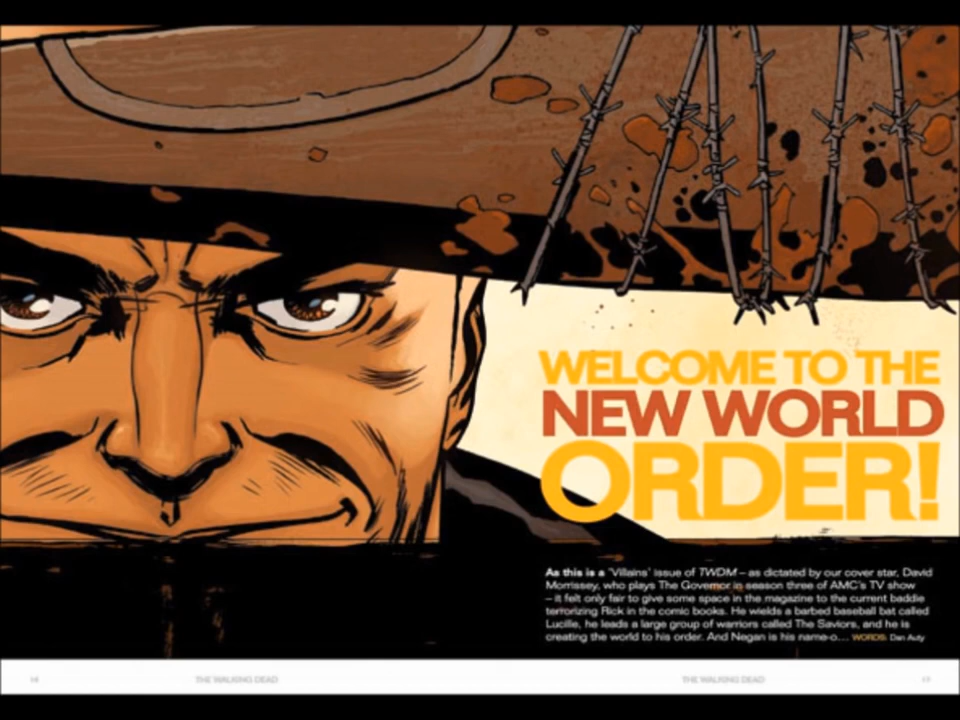 WELCOME TO THE
NEW WORLD
ORDER!
As this is a 'Villains' issue of TWDM – as dictated by our cover star, David
Morrissey, who plays The Governor in season three of AMC's TV show
– it felt only fair to give some space in the magazine to the current baddie
terrorizing Rick in the comic books. He wields a barbed baseball bat called
Lucille, he leads a large group of warriors called The Saviors, and he is
creating the world to his order. And Negan is his name-o.... WORDS: Dan Auty
THE WALKING DEAD
THE WALKING DEAD